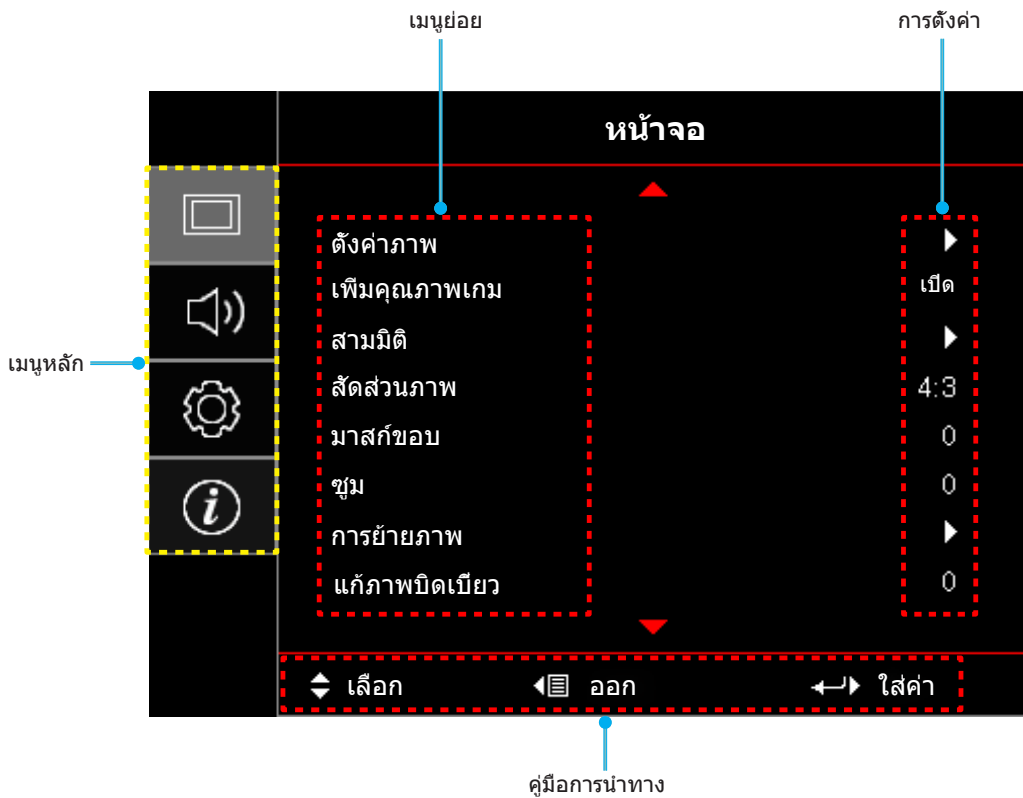 เมนูย่อย การตั้งค่า
หน้าจอ
ตั้งค่าภาพ
เพิ่มคุณภาพเกม เปิด
สามมิติ
สัดส่วนภาพ 4:3
มาสก์ขอบ 0
ซูม 0
การย้ายภาพ
แก้ภาพบิดเบี้ยว 0
เมนูหลัก
เลือก ออก ใส่ค่า
คู่มือการนำทาง